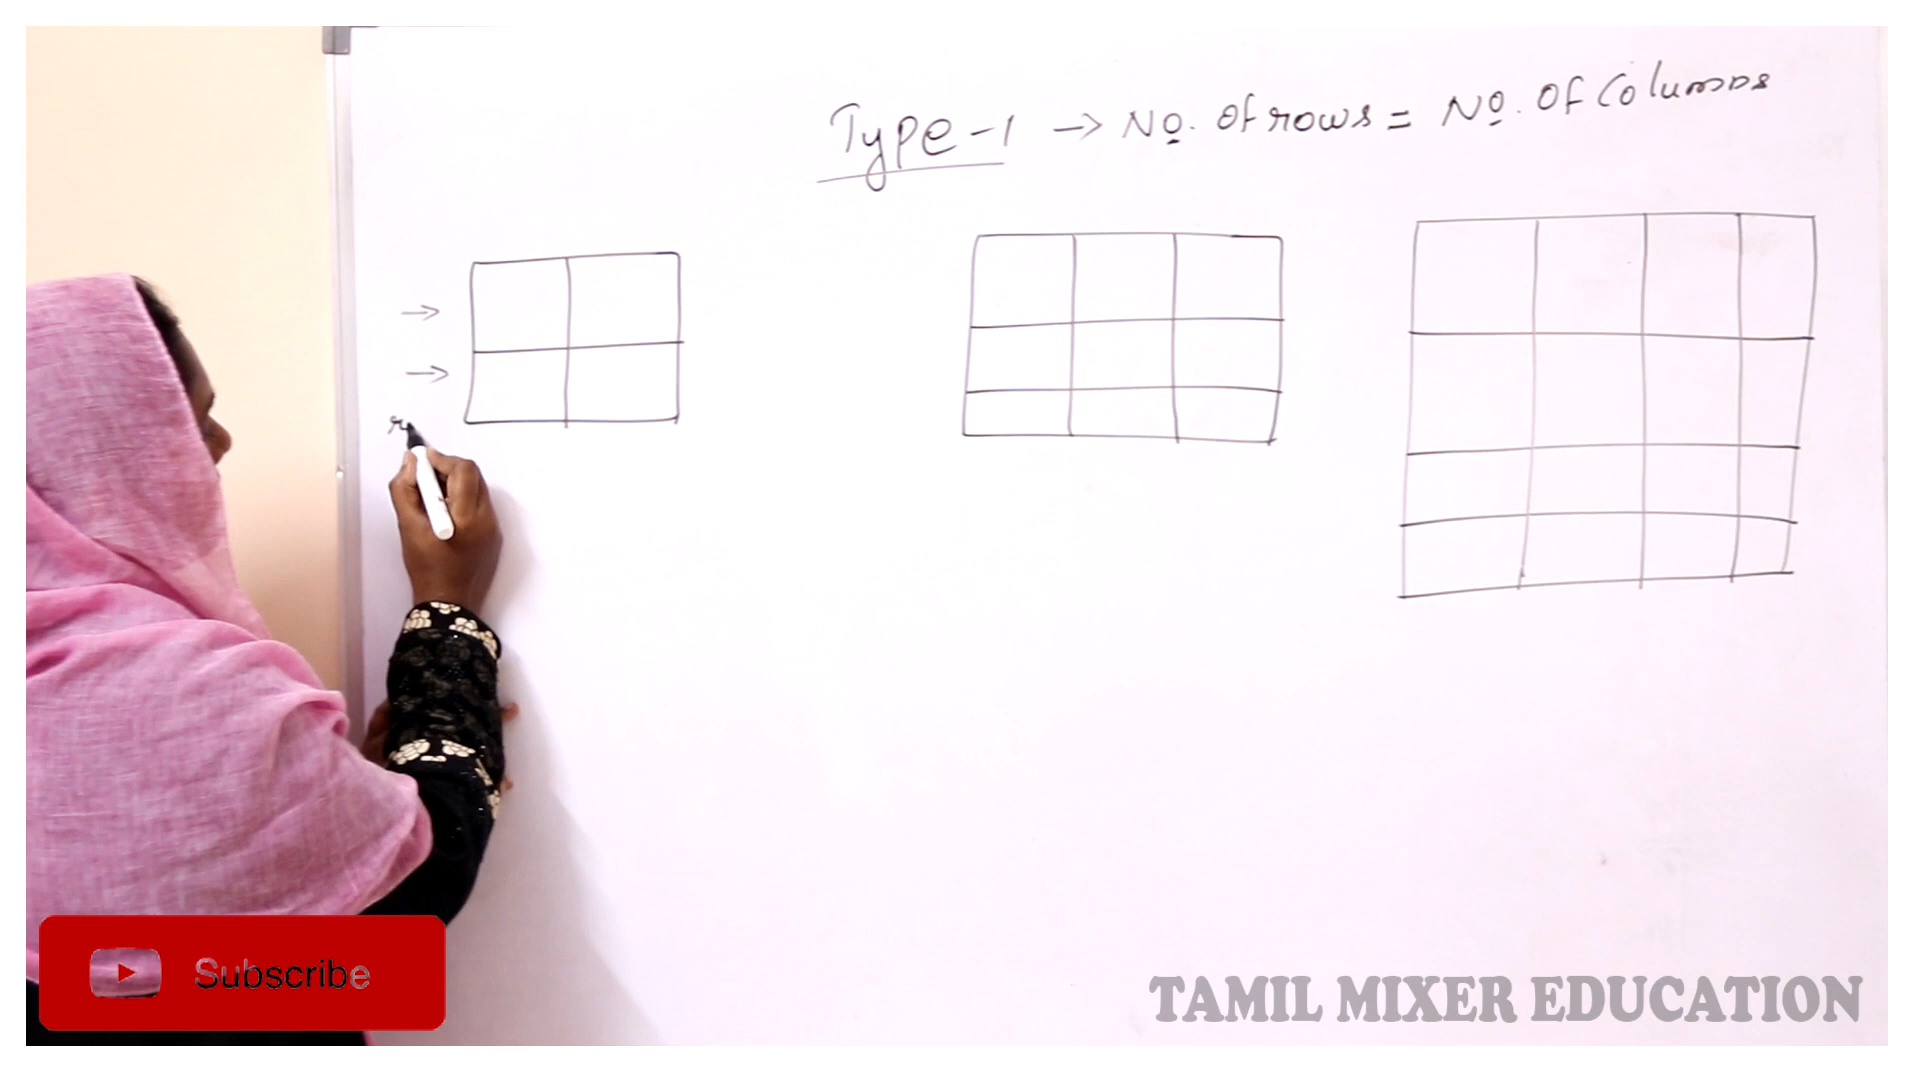 Type-1 → No. of rows = No. of Columns
→
→
Subscribe
TAMIL MIXER EDUCATION